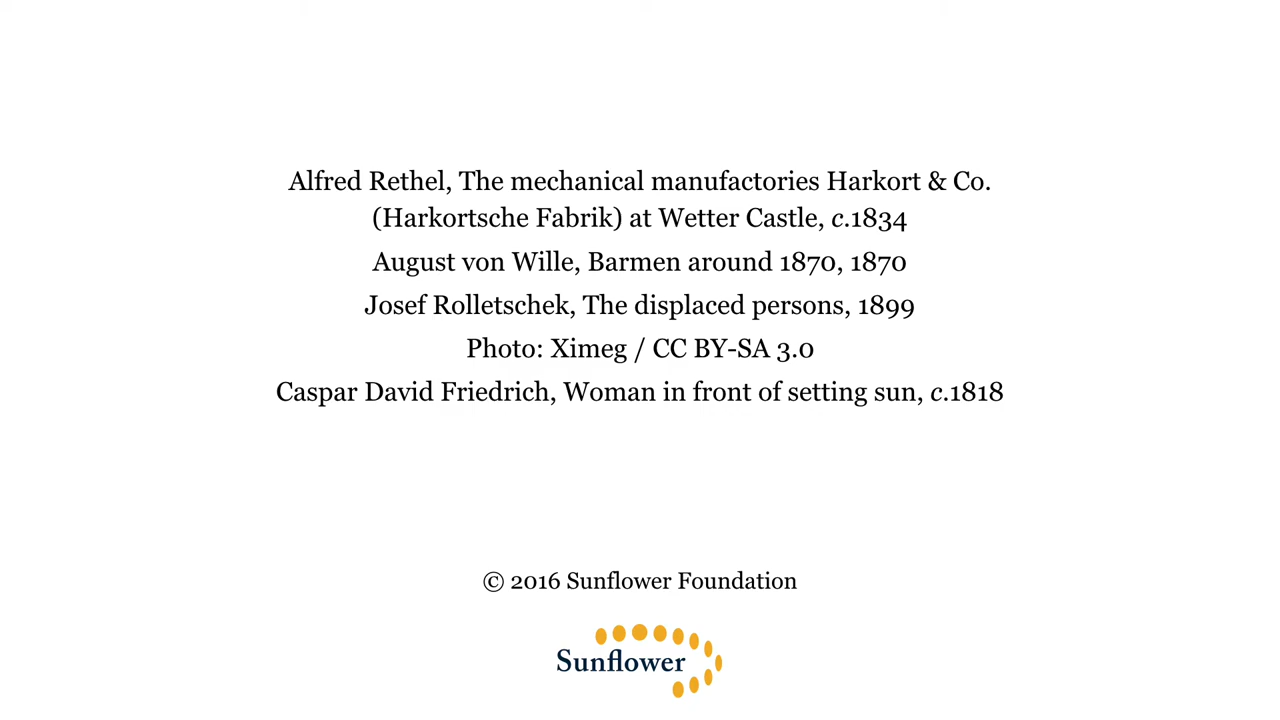 Alfred Rethel, The mechanical manufactories Harkort & Co.
(Harkortsche Fabrik) at Wetter Castle, c.1834
August von Wille, Barmen around 1870, 1870
Josef Rolletschek, The displaced persons, 1899
Photo: Ximeg / CC BY-SA 3.0
Caspar David Friedrich, Woman in front of setting sun, c.1818
© 2016 Sunflower Foundation
Sunflower